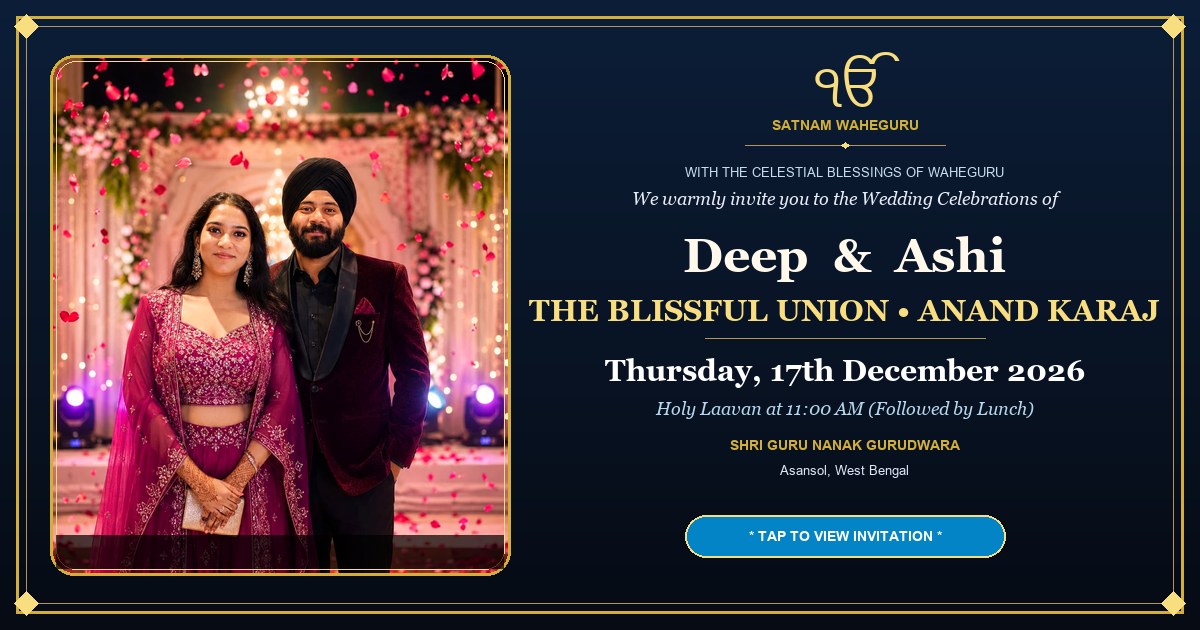 ੴ
SATNAM WAHEGURU
WITH THE CELESTIAL BLESSINGS OF WAHEGURU
We warmly invite you to the Wedding Celebrations of
Deep & Ashi
THE BLISSFUL UNION • ANAND KARAJ
Thursday, 17th December 2026
Holy Laavan at 11:00 AM (Followed by Lunch)
SHRI GURU NANAK GURUDWARA
Asansol, West Bengal
* TAP TO VIEW INVITATION *